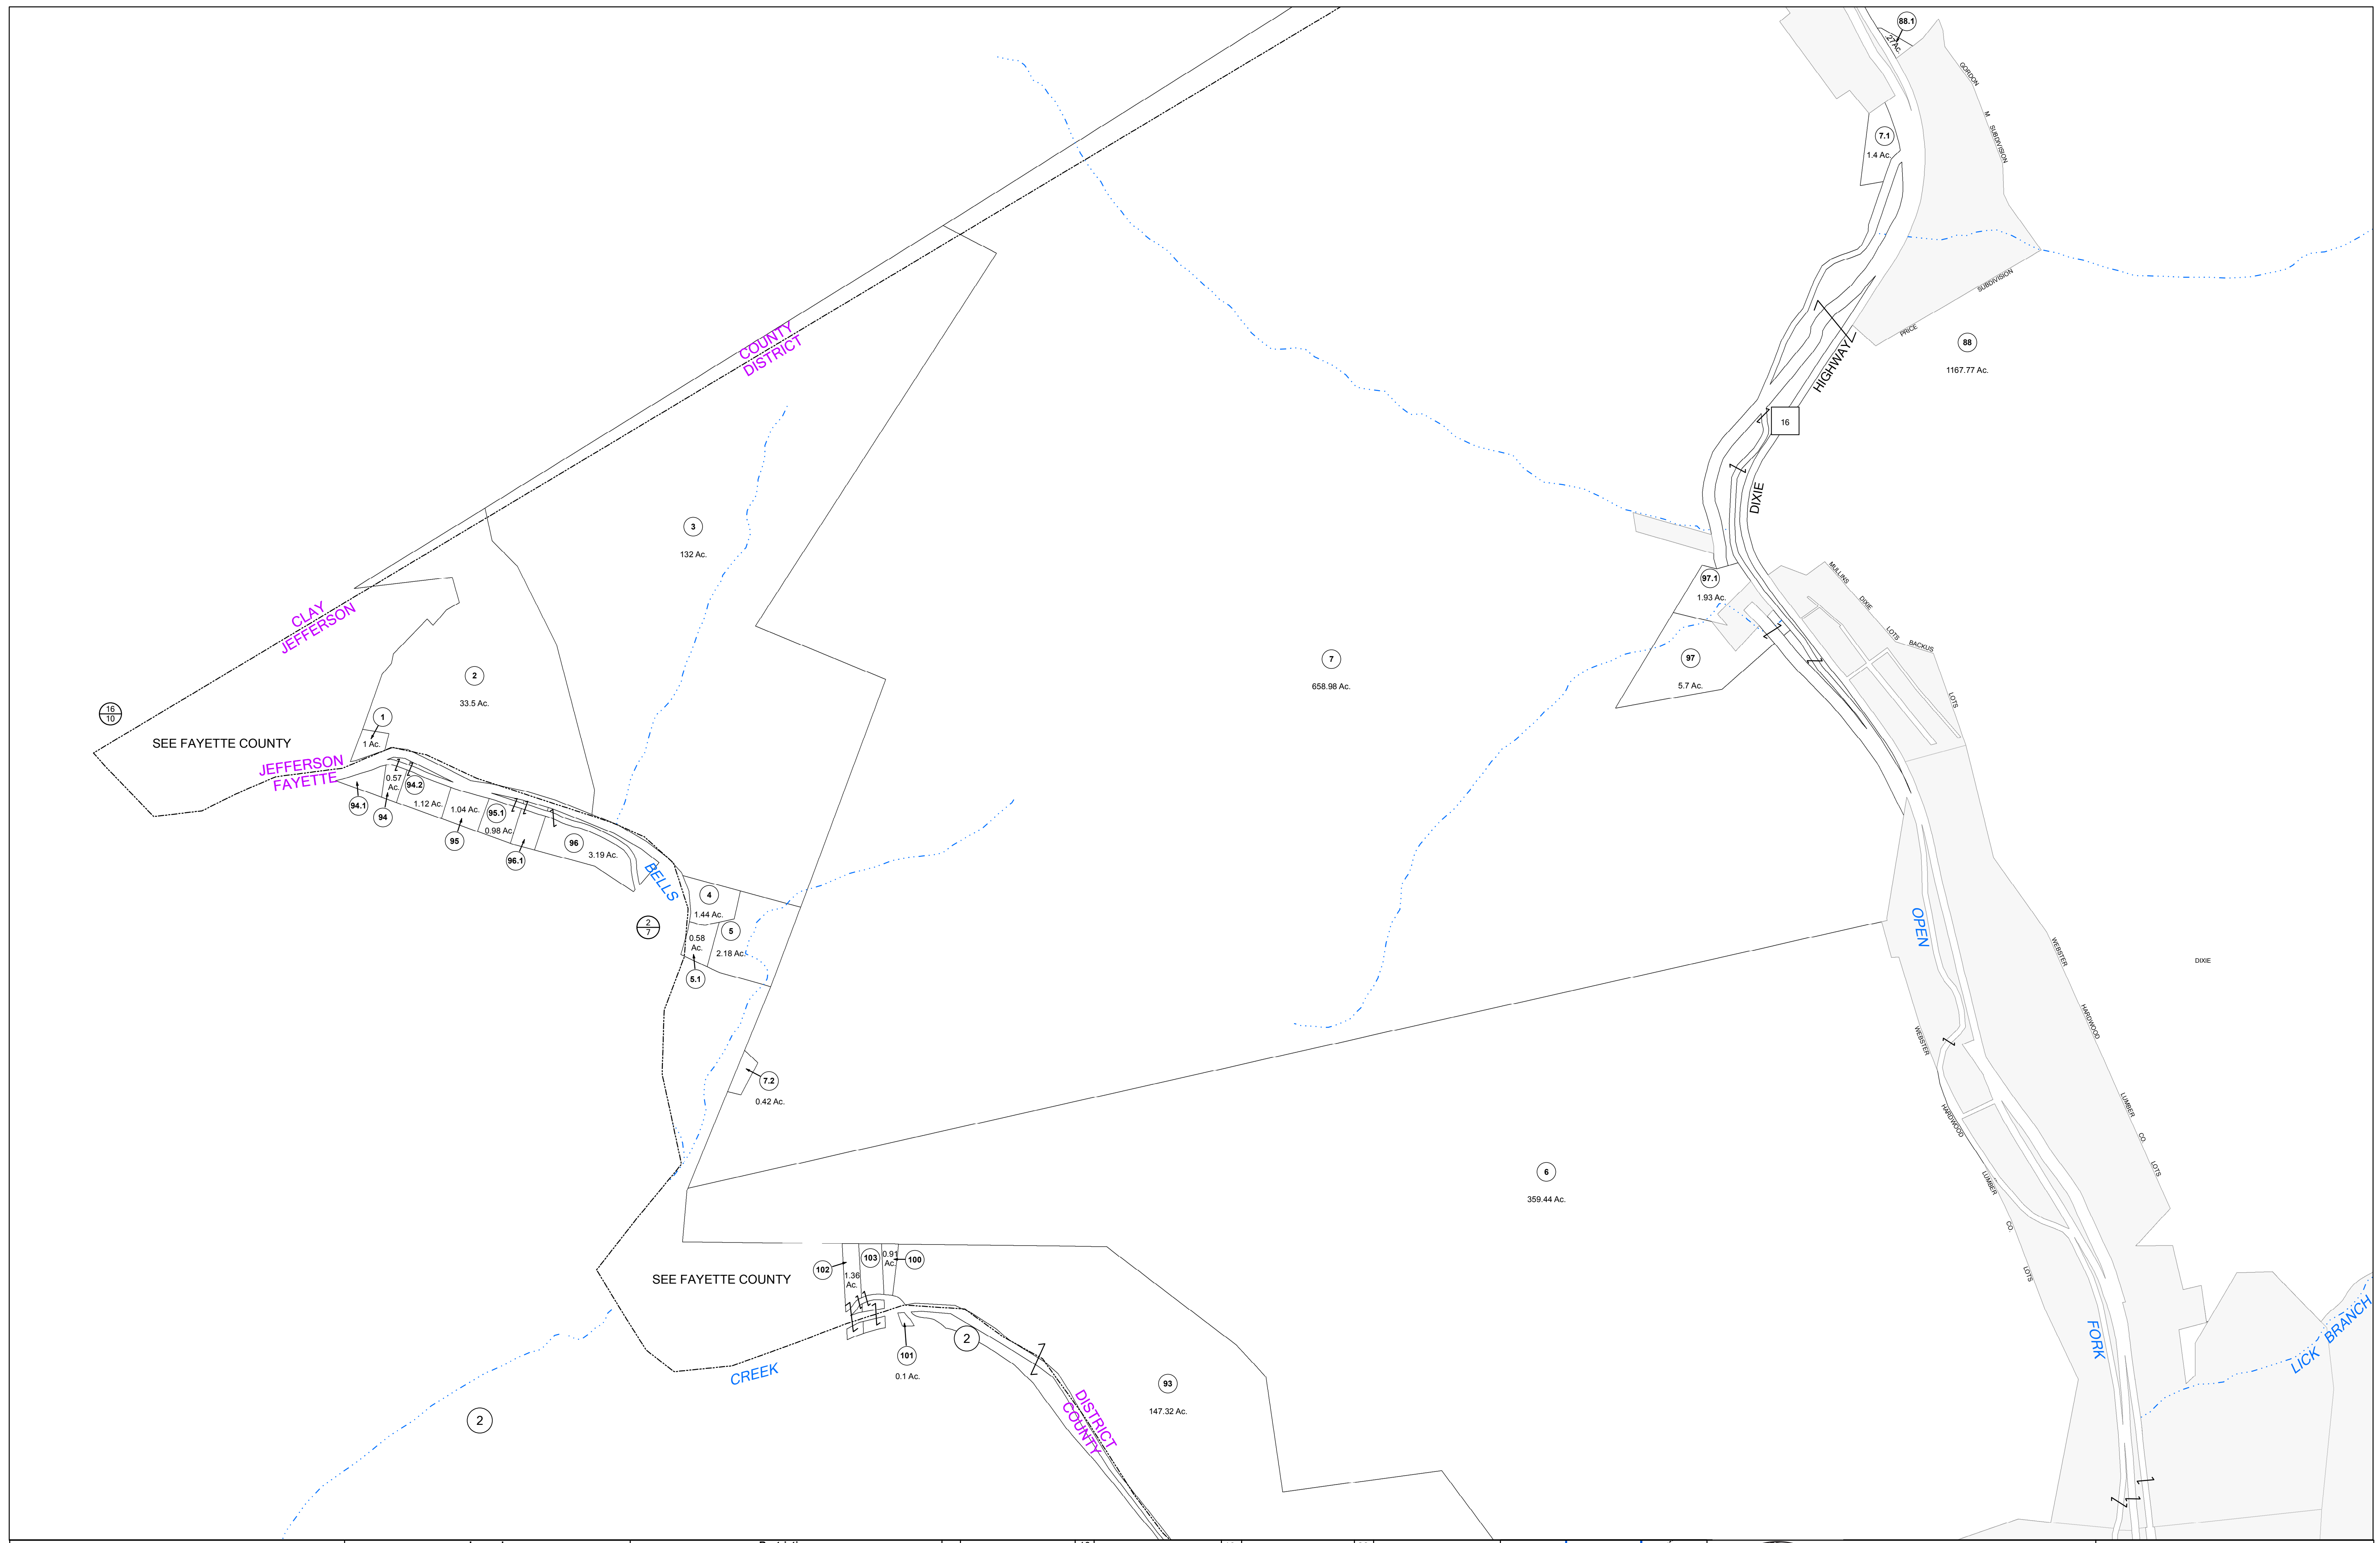 88.1
27Ac.
GORDON M SUBDIVISION
7.1
1.4 Ac.
SUBDIVISION
PRICE
88
1167.77 Ac.
COUNTY
DISTRICT
HIGHWAY
16
DIXIE
3
132 Ac.
97.1
1.93 Ac.
MULLINS DIXIE LOTS
BACKUS LOTS
CLAY
JEFFERSON
2
33.5 Ac.
7
658.98 Ac.
97
5.7 Ac.
16
10
SEE FAYETTE COUNTY
1
1 Ac.
JEFFERSON
FAYETTE
0.57
Ac.
94.2
94.1
94
1.12 Ac.
1.04 Ac.
95
95.1
0.98 Ac.
96.1
96
3.19 Ac.
BELLS
4
1.44 Ac.
2
7
0.58
Ac.
5
2.18 Ac.
5.1
OPEN
WEBSTER HARDWOOD LUMBER CO. LOTS
DIXIE
WEBSTER HARDWOOD LUMBER CO. LOTS
7.2
0.42 Ac.
6
359.44 Ac.
SEE FAYETTE COUNTY
102
1.36
Ac.
103
0.91
Ac.
100
101
0.1 Ac.
2
CREEK
FORK
LICK BRANCH
93
147.32 Ac.
DISTRICT
COUNTY
2